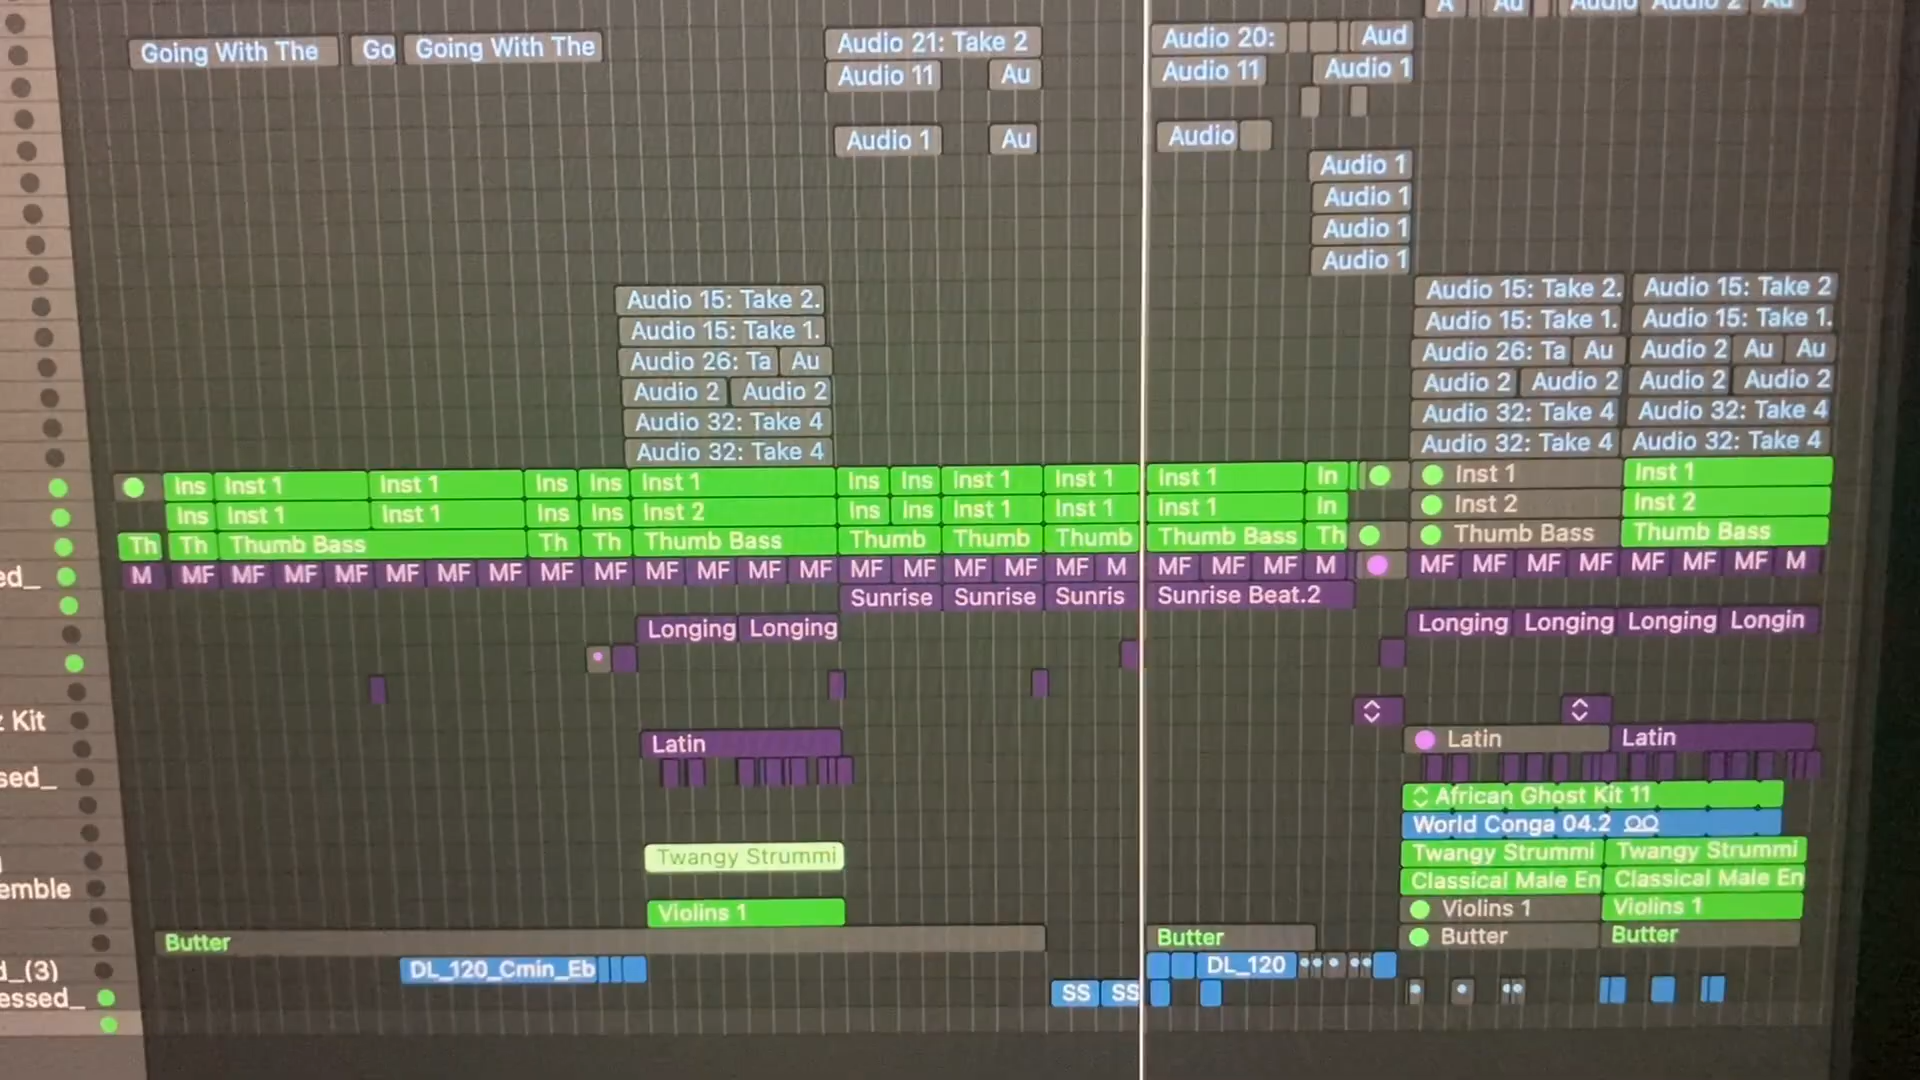 A Au Audio Audio 2 Au
Going With The Go Going With The Audio 21: Take 2 Audio 20: Aud
Audio 11 Au Audio 11 Audio 1
Audio 1 Au Audio
Audio 1
Audio 1
Audio 1
Audio 1
Audio 15: Take 2. Audio 15: Take 2. Audio 15: Take 2
Audio 15: Take 1. Audio 15: Take 1. Audio 15: Take 1.
Audio 26: Ta Au Audio 26: Ta Au Audio 2 Au Au
Audio 2 Audio 2 Audio 2 Audio 2 Audio 2 Audio 2
Audio 32: Take 4 Audio 32: Take 4 Audio 32: Take 4
Audio 32: Take 4 Audio 32: Take 4 Audio 32: Take 4
Ins Inst 1 Inst 1 Ins Ins Inst 1 Ins Ins Inst 1 Inst 1 Inst 1 In Inst 1 Inst 1
Ins Inst 1 Inst 1 Ins Ins Inst 2 Ins Ins Inst 1 Inst 1 Inst 1 In Inst 2 Inst 2
Th Th Thumb Bass Th Th Thumb Bass Thumb Thumb Thumb Thumb Bass Th Thumb Bass Thumb Bass
ed_ M MF MF MF MF MF MF MF MF MF MF MF MF MF MF MF MF MF MF M MF MF MF M MF MF MF MF MF MF MF M
Sunrise Sunrise Sunris Sunrise Beat.2
Longing Longing Longing Longing Longing Longin
Kit
Latin Latin Latin
sed_
African Ghost Kit 11
World Conga 04.2
Twangy Strummi Twangy Strummi Twangy Strummi
emble Classical Male En Classical Male En
Violins 1 Violins 1 Violins 1
Butter Butter Butter Butter
d_(3) DL_120_Cmin_Eb DL_120
essed_ SS SS